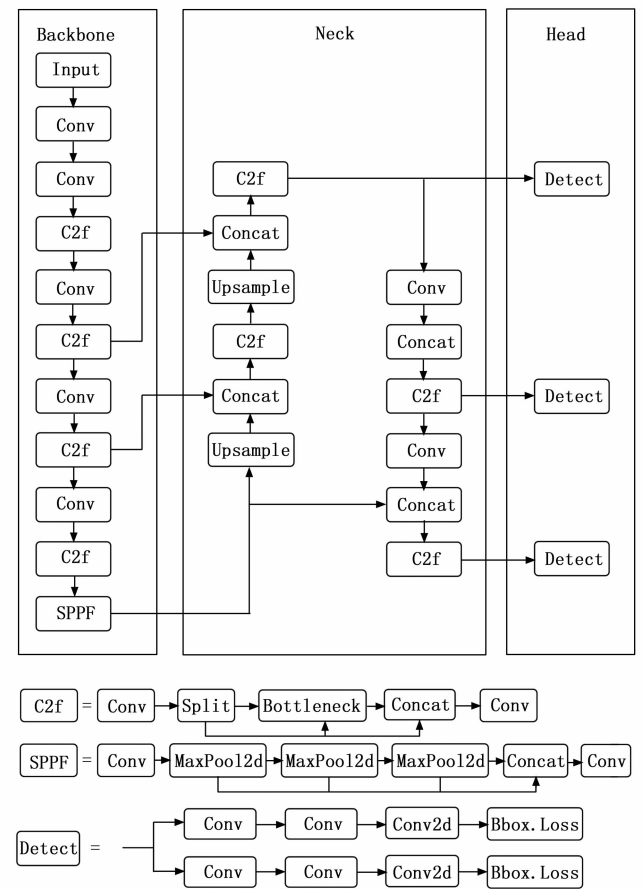 Backbone
Neck
Head
Input
Conv
Conv
C2f
Conv
C2f
Conv
C2f
Conv
C2f
SPPF
C2f
Concat
Upsample
C2f
Concat
Upsample
Conv
Concat
C2f
Conv
Concat
C2f
Detect
Detect
Detect
C2f = Conv Split Bottleneck Concat Conv
SPPF = Conv MaxPool2d MaxPool2d MaxPool2d Concat Conv
Detect =
Conv Conv Conv2d Bbox.Loss
Conv Conv Conv2d Bbox.Loss